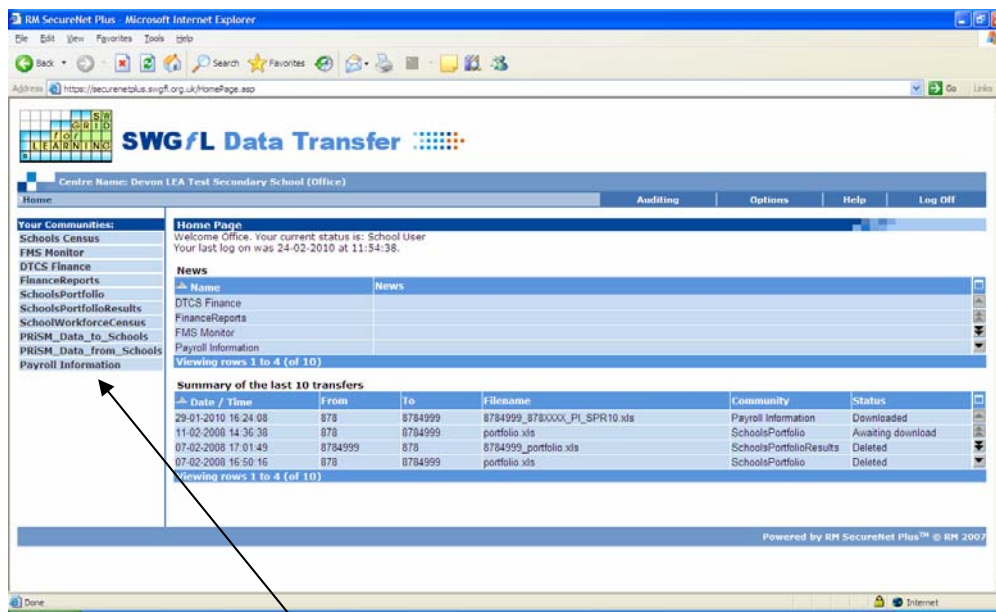 RM SecureNet Plus - Microsoft Internet Explorer
File Edit View Favorites Tools Help
Back Search Favorites
Address https://securenetplus.swgfl.org.uk/HomePage.asp Go Links
SW
GRID
for
LEARNING
SWGfL Data Transfer
Centre Name: Devon LEA Test Secondary School (Office)
Home Auditing Options Help Log Off
Your Communities:
Schools Census
FMS Monitor
DTCS Finance
FinanceReports
SchoolsPortfolio
SchoolsPortfolioResults
SchoolWorkforceCensus
PRiSM_Data_to_Schools
PRiSM_Data_from_Schools
Payroll Information
Home Page
Welcome Office. Your current status is: School User
Your last log on was 24-02-2010 at 11:54:38.
News
Name News
DTCS Finance
FinanceReports
FMS Monitor
Payroll Information
Viewing rows 1 to 4 (of 10)
Summary of the last 10 transfers
Date / Time From To Filename Community Status
29-01-2010 16:24:08 878 8784999 8784999_878XXXX_PI_SPR10.xls Payroll Information Downloaded
11-02-2008 14:36:38 878 8784999 portfolio.xls SchoolsPortfolio Awaiting download
07-02-2008 17:01:49 8784999 878 8784999_portfolio.xls SchoolsPortfolioResults Deleted
07-02-2008 16:50:16 878 8784999 portfolio.xls SchoolsPortfolio Deleted
Viewing rows 1 to 4 (of 10)
Powered by RM SecureNet Plus™ © RM 2007
Done Internet